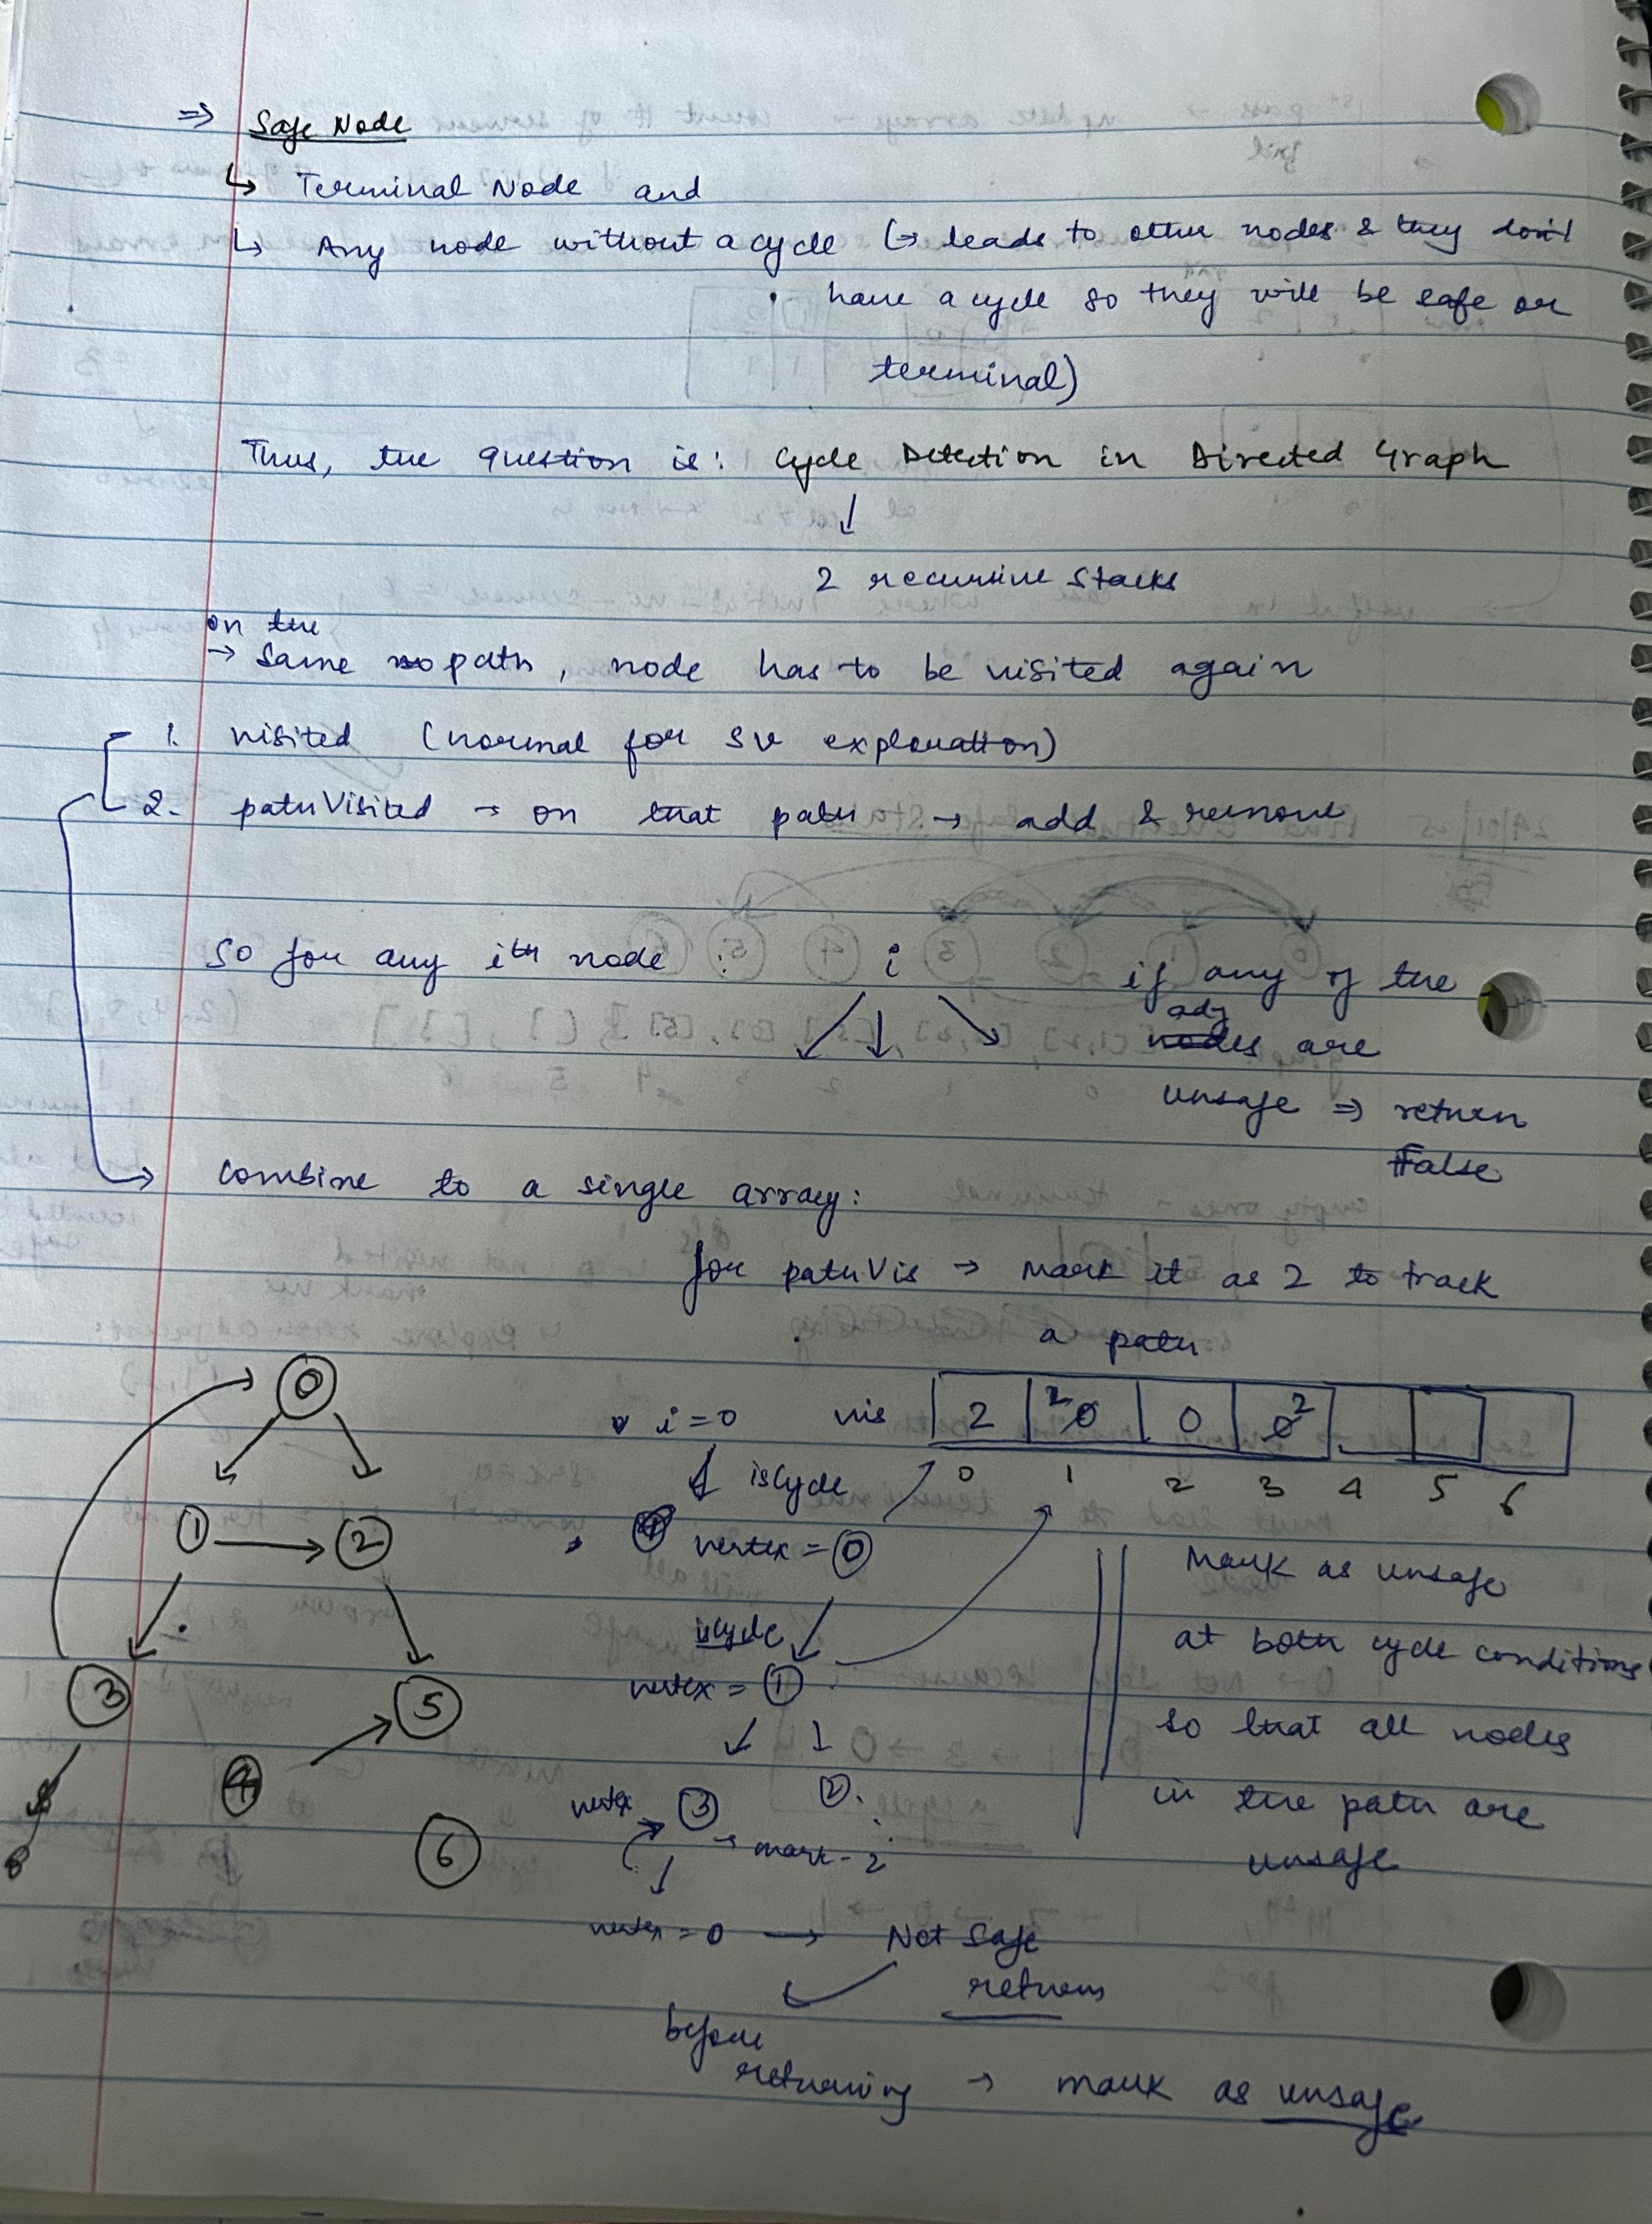 ⇒ Safe Node
↳ Terminal Node and
↳ Any node without a cycle (→ leads to other nodes & they don't
have a cycle so they will be safe or
terminal)
Thus, the question is: Cycle Detection in Directed Graph
↓
2 recursive stacks
on the
→ Same path, node has to be visited again
1. visited (normal for sv exploration)
2. pathVisited → on that path → add & remove
So for any ith node : i if any of the
adj
nodes are
unsafe ⇒ return
False
→ combine to a single array:
for pathVis → mark it as 2 to track
a path
0
i=0 vis 2 2 0 0 0 2
0 1 2 3 4 5 6
isCycle
1 → 2
vertex = 0
Mark as unsafe
isCycle
at both cycle conditions
3 5
vertex = 1
so that all nodes
4
vertex 3 2
in the path are
6
→ mark - 2
unsafe
vertex = 0 → Not Safe
returns
before
returning → mark as unsafe